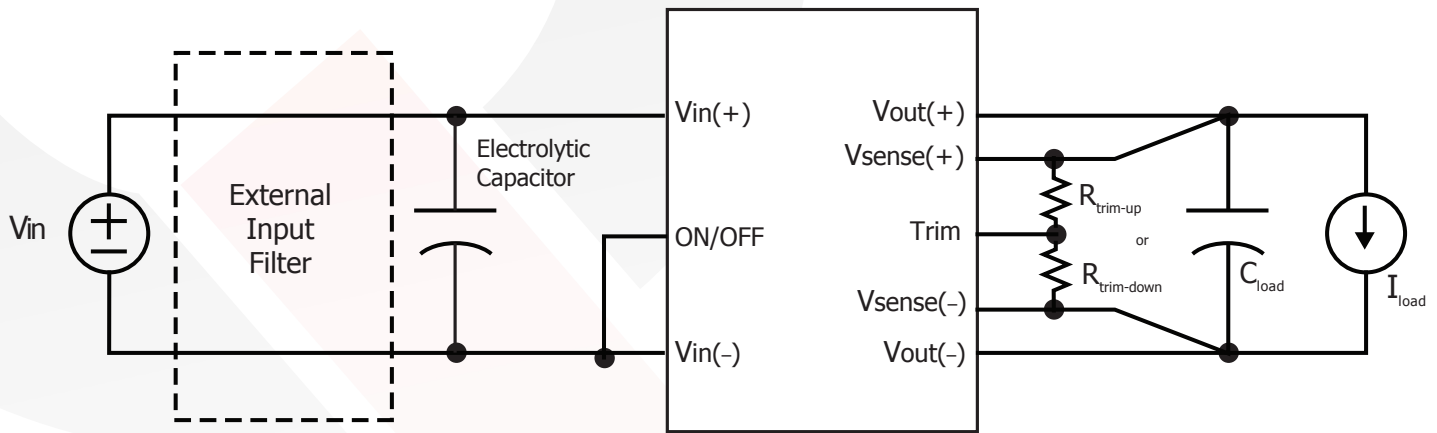 Vin
External
Input
Filter
Electrolytic
Capacitor
Vin(+)
ON/OFF
Vin(–)
Vout(+)
Vsense(+)
Trim
Vsense(–)
Vout(–)
Rtrim-up
or
Rtrim-down
Cload
Iload